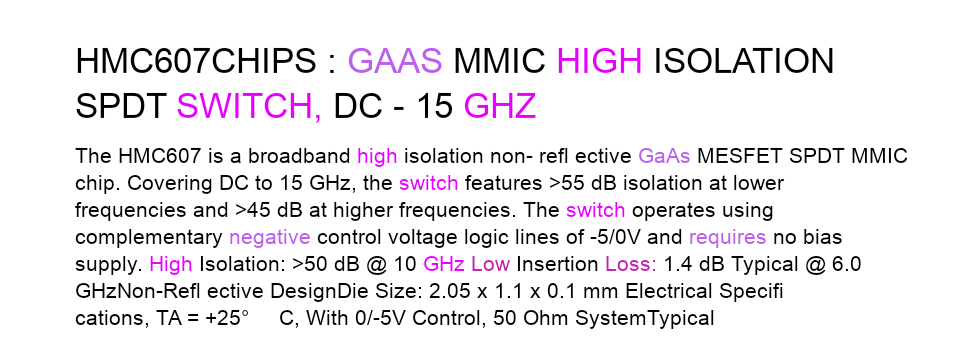 HMC607CHIPS : GAAS MMIC HIGH ISOLATION
SPDT SWITCH, DC - 15 GHZ
The HMC607 is a broadband high isolation non- refl ective GaAs MESFET SPDT MMIC
chip. Covering DC to 15 GHz, the switch features >55 dB isolation at lower
frequencies and >45 dB at higher frequencies. The switch operates using
complementary negative control voltage logic lines of -5/0V and requires no bias
supply. High Isolation: >50 dB @ 10 GHz Low Insertion Loss: 1.4 dB Typical @ 6.0
GHzNon-Refl ective DesignDie Size: 2.05 x 1.1 x 0.1 mm Electrical Specifi
cations, TA = +25°     C, With 0/-5V Control, 50 Ohm SystemTypical